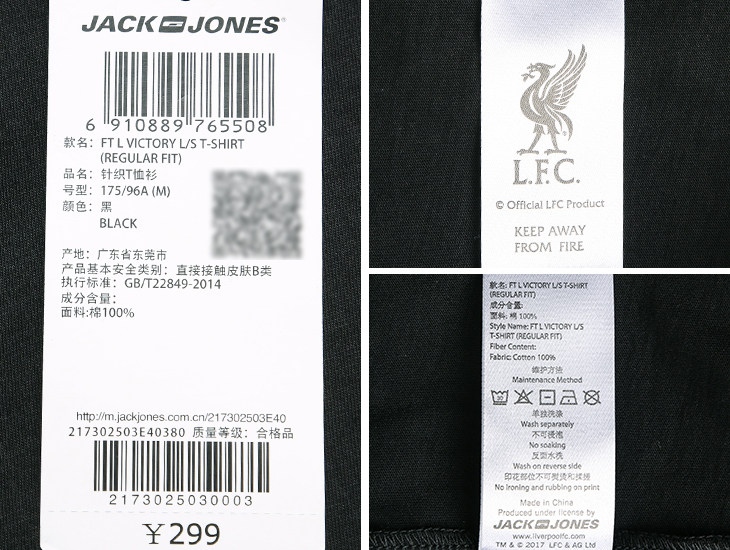 JACK JONES
6 910889 765508
款名: FT L VICTORY L/S T-SHIRT
(REGULAR FIT)
品名: 针织T恤衫
号型: 175/96A (M)
颜色: 黑
BLACK
产地: 广东省东莞市
产品基本安全类别: 直接接触皮肤B类
执行标准: GB/T22849-2014
成分含量:
面料:棉100%
http://m.jackjones.com.cn/217302503E40
217302503E40380 质量等级: 合格品
2173025030003
￥299
L.F.C.
© Official LFC Product
KEEP AWAY
FROM FIRE
款名: FT L VICTORY L/S T-SHIRT
(REGULAR FIT)
成分含量:
面料: 棉 100%
Style Name: FT L VICTORY L/S
T-SHIRT (REGULAR FIT)
Fiber Content:
Fabric: Cotton 100%
维护方法
Maintenance Method
30
单独洗涤
Wash separately
不可浸泡
No soaking
反面水洗
Wash on reverse side
印花部位不可熨烫和揉搓
No ironing and rubbing on print
Made in China
Produced under license by
JACK JONES
www.liverpoolfc.com
TM & © 2017 LFC & AG Ltd